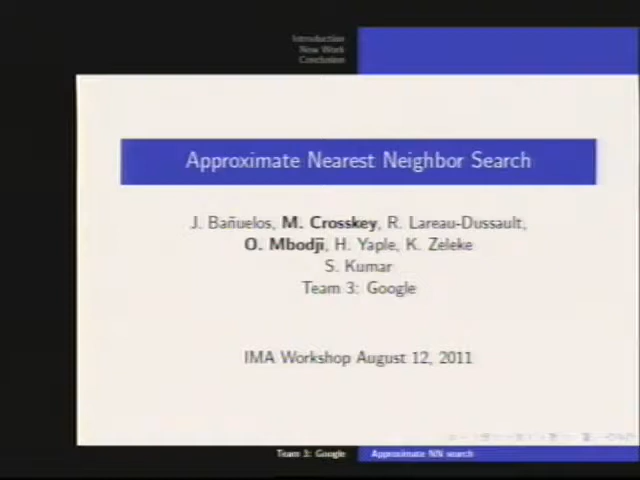 Introduction
New Work
Conclusion
Approximate Nearest Neighbor Search
J. Bañuelos, M. Crosskey, R. Lareau-Dussault,
O. Mbodji, H. Yaple, K. Zeleke
S. Kumar
Team 3: Google
IMA Workshop August 12, 2011
Team 3: Google Approximate NN search